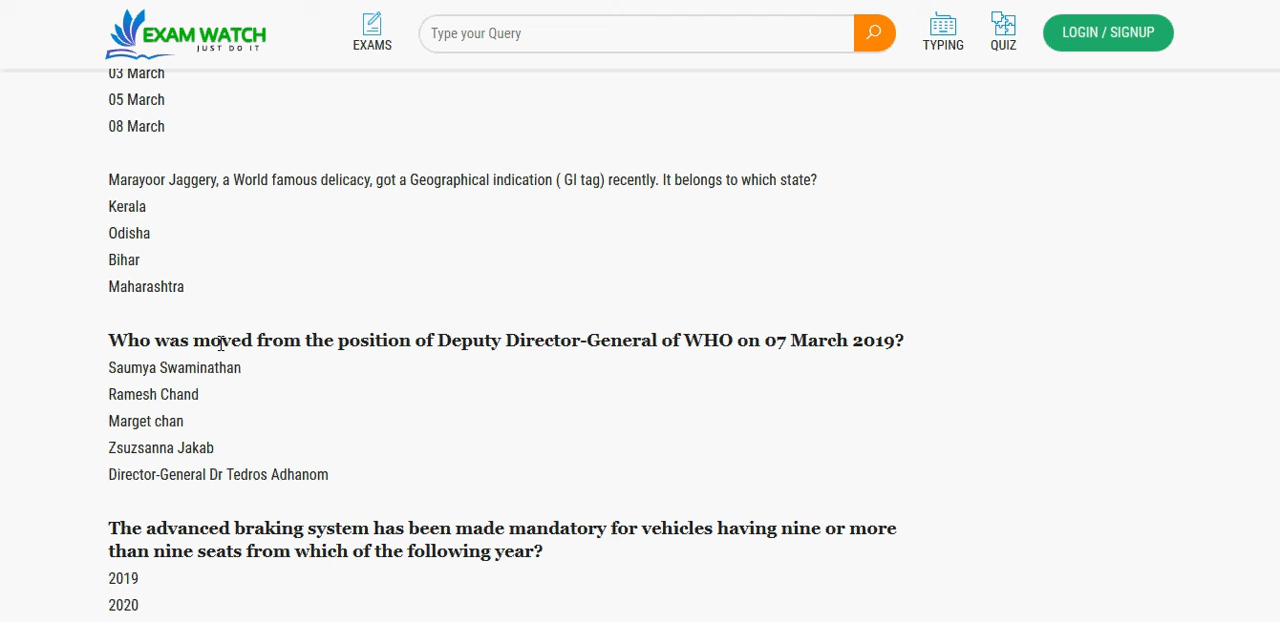 EXAM WATCH
JUST DO IT
EXAMS
Type your Query
TYPING
QUIZ
LOGIN / SIGNUP
03 March
05 March
08 March
Marayoor Jaggery, a World famous delicacy, got a Geographical indication ( GI tag) recently. It belongs to which state?
Kerala
Odisha
Bihar
Maharashtra
Who was moved from the position of Deputy Director-General of WHO on 07 March 2019?
Saumya Swaminathan
Ramesh Chand
Marget chan
Zsuzsanna Jakab
Director-General Dr Tedros Adhanom
The advanced braking system has been made mandatory for vehicles having nine or more
than nine seats from which of the following year?
2019
2020